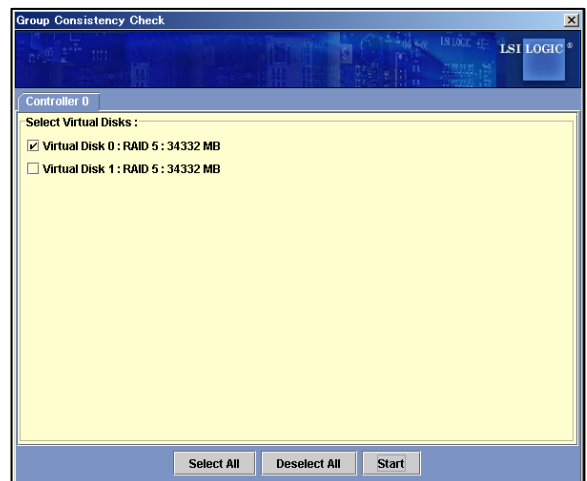 Group Consistency Check
LSI LOGIC ®
Controller 0
Select Virtual Disks :
Virtual Disk 0 : RAID 5 : 34332 MB
Virtual Disk 1 : RAID 5 : 34332 MB
Select All
Deselect All
Start